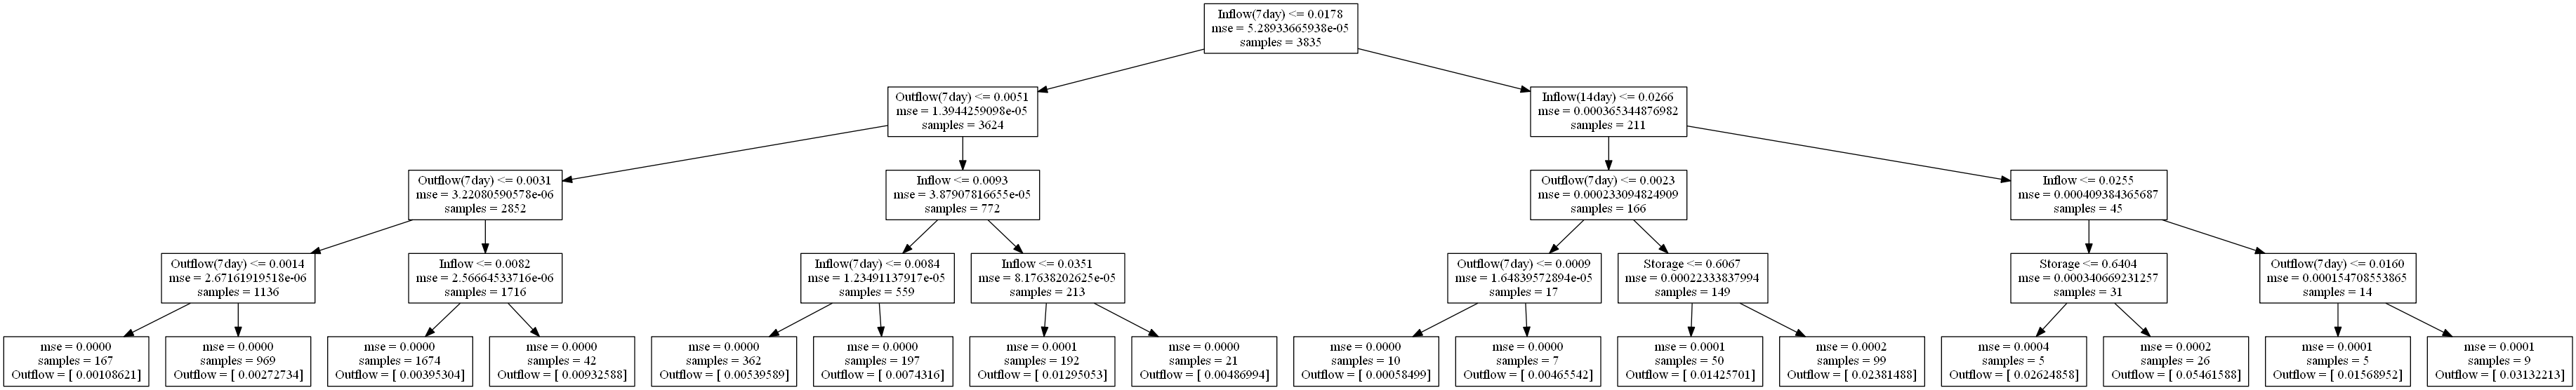 Inflow(7day) <= 0.0178
mse = 5.28933665938e-05
samples = 3835
Outflow(7day) <= 0.0051
mse = 1.3944259098e-05
samples = 3624
Inflow(14day) <= 0.0266
mse = 0.000365344876982
samples = 211
Outflow(7day) <= 0.0031
mse = 3.22080590578e-06
samples = 2852
Inflow <= 0.0093
mse = 3.87907816655e-05
samples = 772
Outflow(7day) <= 0.0023
mse = 0.000233094824909
samples = 166
Inflow <= 0.0255
mse = 0.000409384365687
samples = 45
Outflow(7day) <= 0.0014
mse = 2.67161919518e-06
samples = 1136
Inflow <= 0.0082
mse = 2.56664533716e-06
samples = 1716
Inflow(7day) <= 0.0084
mse = 1.23491137917e-05
samples = 559
Inflow <= 0.0351
mse = 8.17638202625e-05
samples = 213
Outflow(7day) <= 0.0009
mse = 1.64839572894e-05
samples = 17
Storage <= 0.6067
mse = 0.00022333837994
samples = 149
Storage <= 0.6404
mse = 0.000340669231257
samples = 31
Outflow(7day) <= 0.0160
mse = 0.000154708553865
samples = 14
mse = 0.0000
samples = 167
Outflow = [ 0.00108621]
mse = 0.0000
samples = 969
Outflow = [ 0.00272734]
mse = 0.0000
samples = 1674
Outflow = [ 0.00395304]
mse = 0.0000
samples = 42
Outflow = [ 0.00932588]
mse = 0.0000
samples = 362
Outflow = [ 0.00539589]
mse = 0.0000
samples = 197
Outflow = [ 0.0074316]
mse = 0.0001
samples = 192
Outflow = [ 0.01295053]
mse = 0.0000
samples = 21
Outflow = [ 0.00486994]
mse = 0.0000
samples = 10
Outflow = [ 0.00058499]
mse = 0.0000
samples = 7
Outflow = [ 0.00465542]
mse = 0.0001
samples = 50
Outflow = [ 0.01425701]
mse = 0.0002
samples = 99
Outflow = [ 0.02381488]
mse = 0.0004
samples = 5
Outflow = [ 0.02624858]
mse = 0.0002
samples = 26
Outflow = [ 0.05461588]
mse = 0.0001
samples = 5
Outflow = [ 0.01568952]
mse = 0.0001
samples = 9
Outflow = [ 0.03132213]